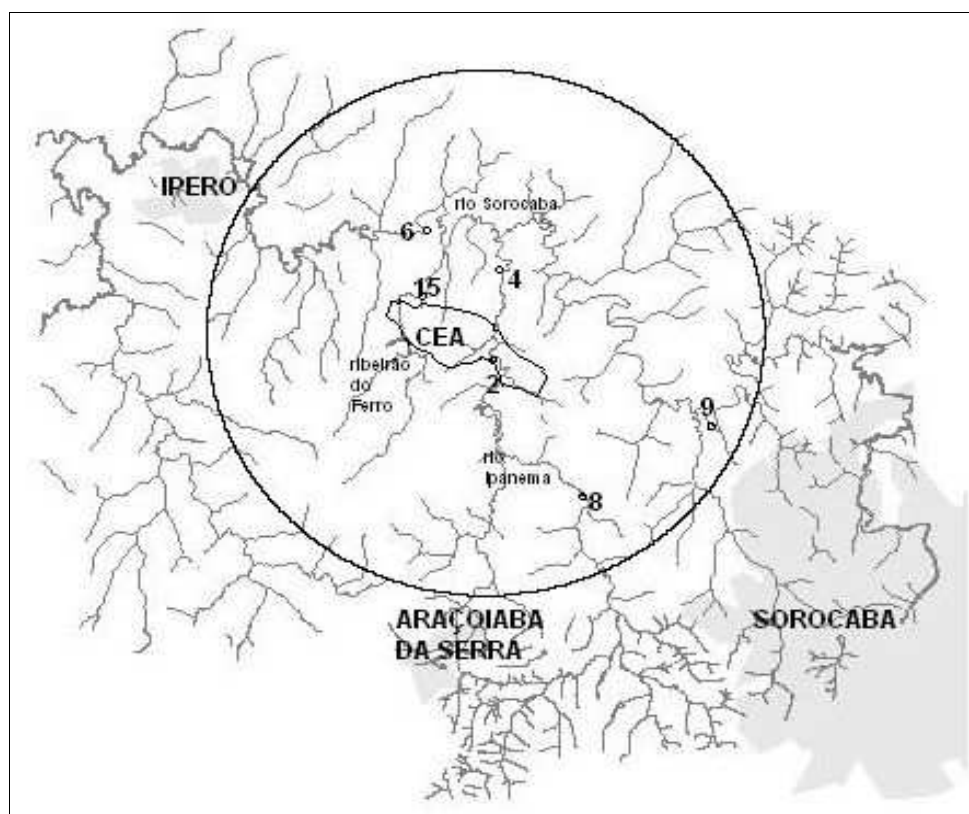 IPERO
rio Sorocaba
6
4
15
CEA
ribeirão
do
Ferro
2
9
rio
Ipanema
8
ARAÇOIABA
DA SERRA
SOROCABA